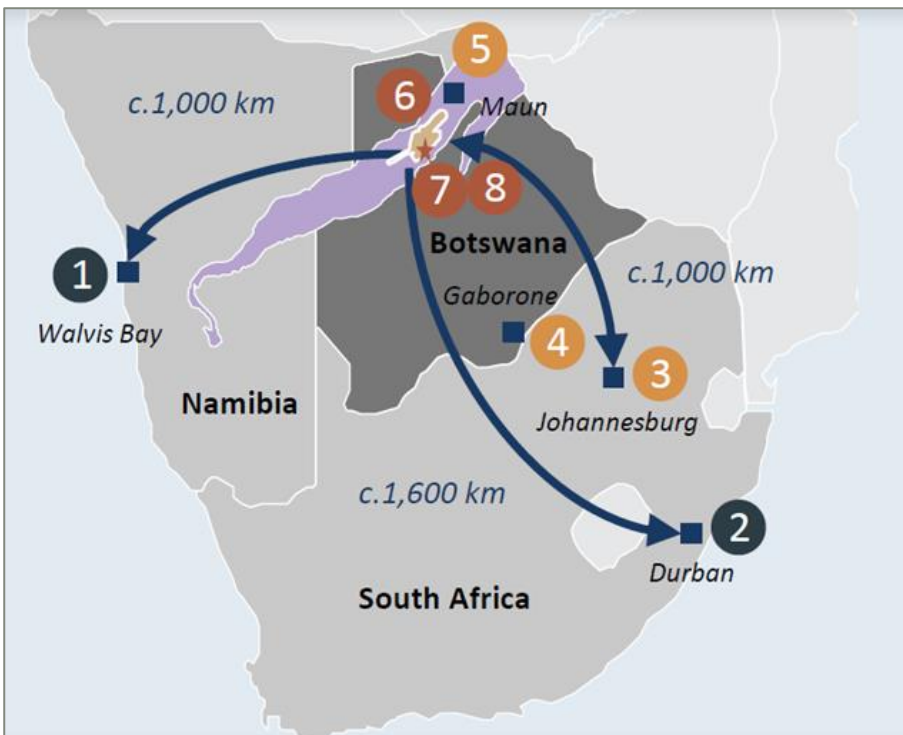 5
c.1,000 km
6
Maun
7
8
Botswana
1
c.1,000 km
Gaborone
Walvis Bay
4
3
Namibia
Johannesburg
c.1,600 km
2
Durban
South Africa